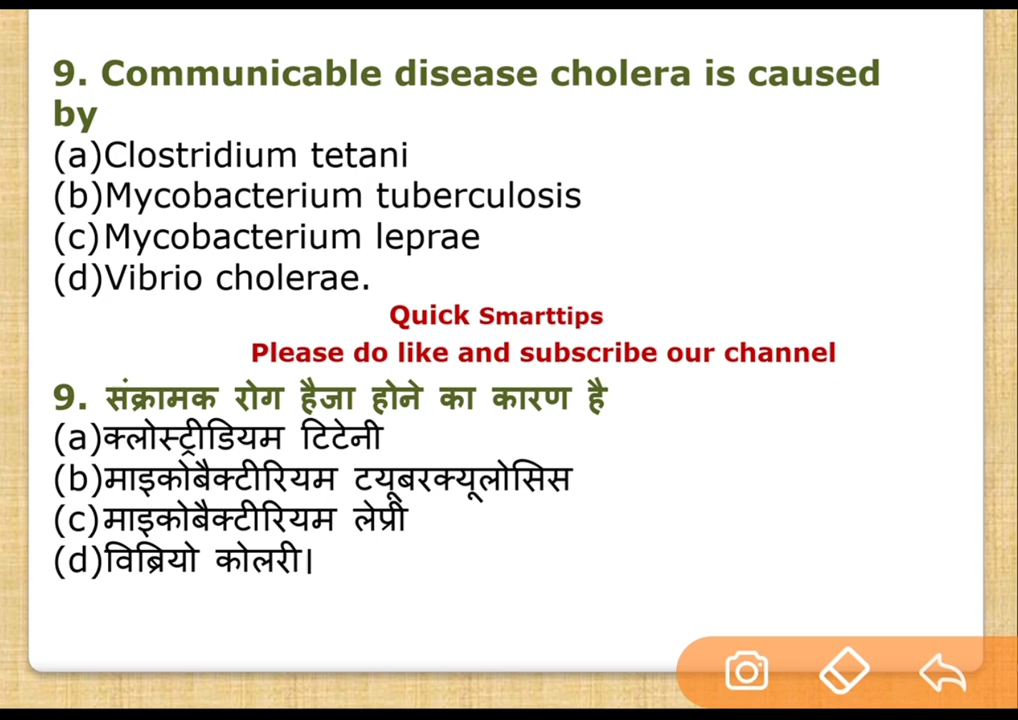 9. Communicable disease cholera is caused
by
(a)Clostridium tetani
(b)Mycobacterium tuberculosis
(c)Mycobacterium leprae
(d)Vibrio cholerae.
Quick Smarttips
Please do like and subscribe our channel
9. संक्रामक रोग हैजा होने का कारण है
(a)क्लोस्ट्रीडियम टिटेनी
(b)माइकोबैक्टीरियम टयूबरक्यूलोसिस
(c)माइकोबैक्टीरियम लेप्री
(d)विब्रियो कोलरी।